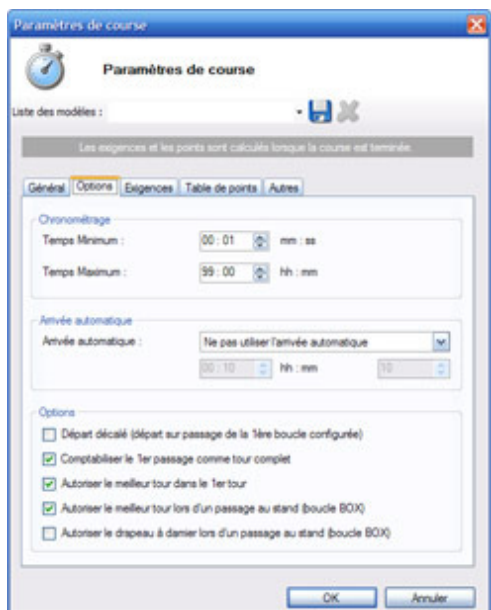 Paramètres de course
Paramètres de course
Liste des modèles :
Les exigences et les points sont calculés lorsque la course est terminée.
Général Options Exigences Table de points Autres
Chronométrage
Temps Minimum : 00 : 01 mm : ss
Temps Maximum : 99 : 00 hh : mm
Arrivée automatique
Arrivée automatique : Ne pas utiliser l'arrivée automatique
00 : 10 hh : mm 10
Options
Départ décalé (départ sur passage de la 1ère boucle configurée)
Comptabiliser le 1er passage comme tour complet
Autoriser le meilleur tour dans le 1er tour
Autoriser le meilleur tour lors d'un passage au stand (boucle BOX)
Autoriser le drapeau à damier lors d'un passage au stand (boucle BOX)
OK Annuler